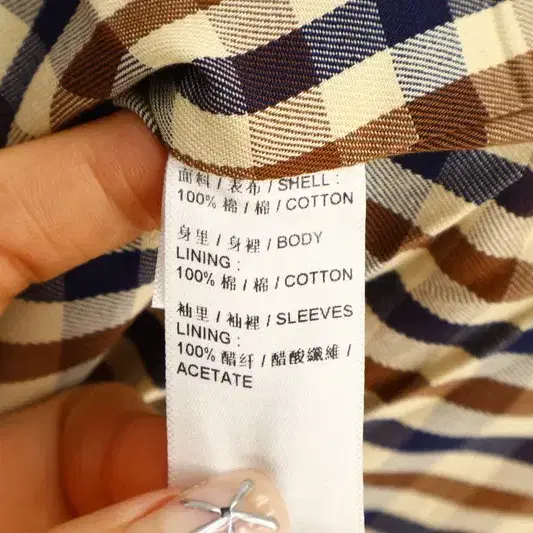 面料 / 表布 / SHELL :
100% 棉 / 棉 / COTTON
身里 / 身裡 / BODY
LINING :
100% 棉 / 棉 / COTTON
袖里 / 袖裡 / SLEEVES
LINING :
100% 醋纤 / 醋酸纖維 /
ACETATE